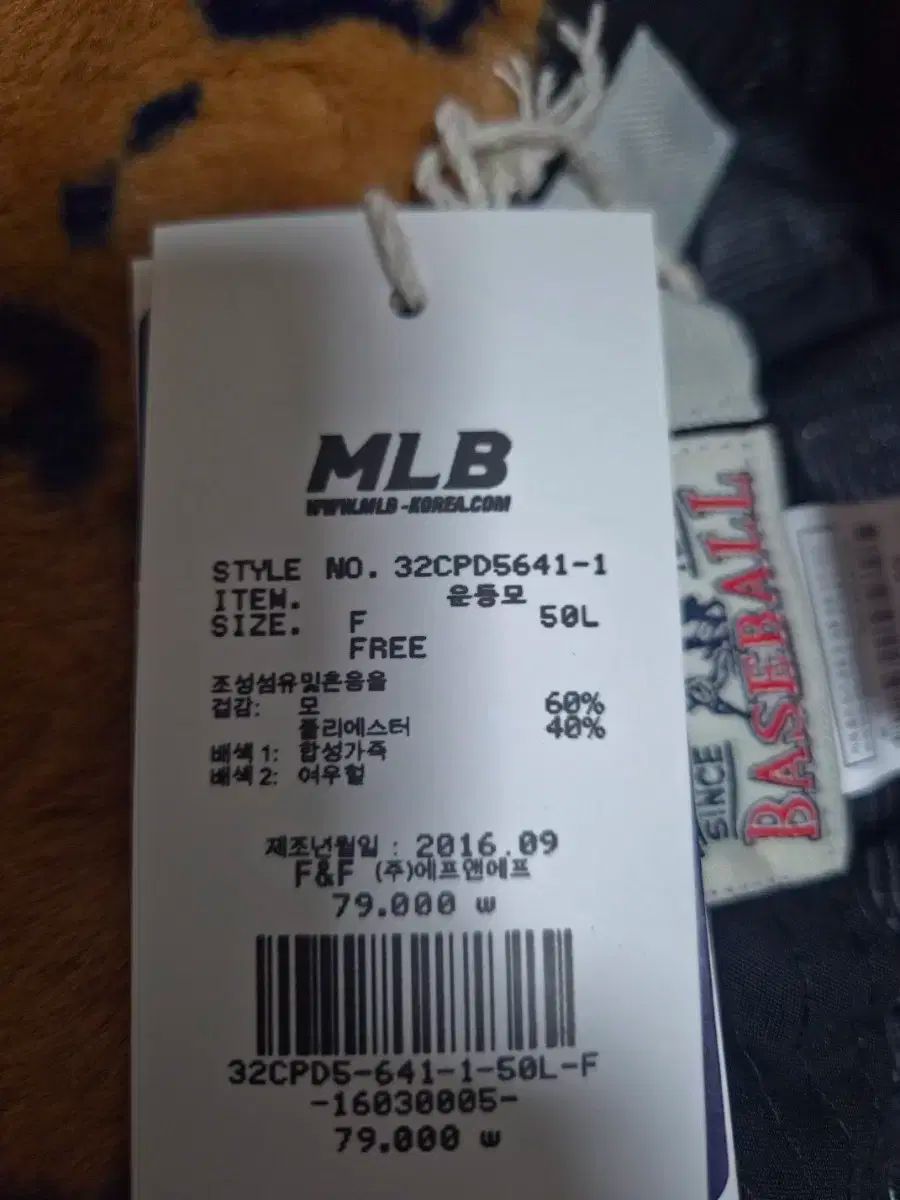 MLB
WWW.MLB-KOREA.COM
STYLE NO. 32CPD5641-1
ITEM. 운동모
SIZE. F 50L
FREE
조성섬유및혼용율
겉감: 모 60%
폴리에스터 40%
배색 1: 합성가죽
배색 2: 여우털
제조년월일 : 2016.09
F&F (주)에프앤에프
79.000 W
32CPD5-641-1-50L-F
-16030005-
79.000 W
SINCE
BASEBALL